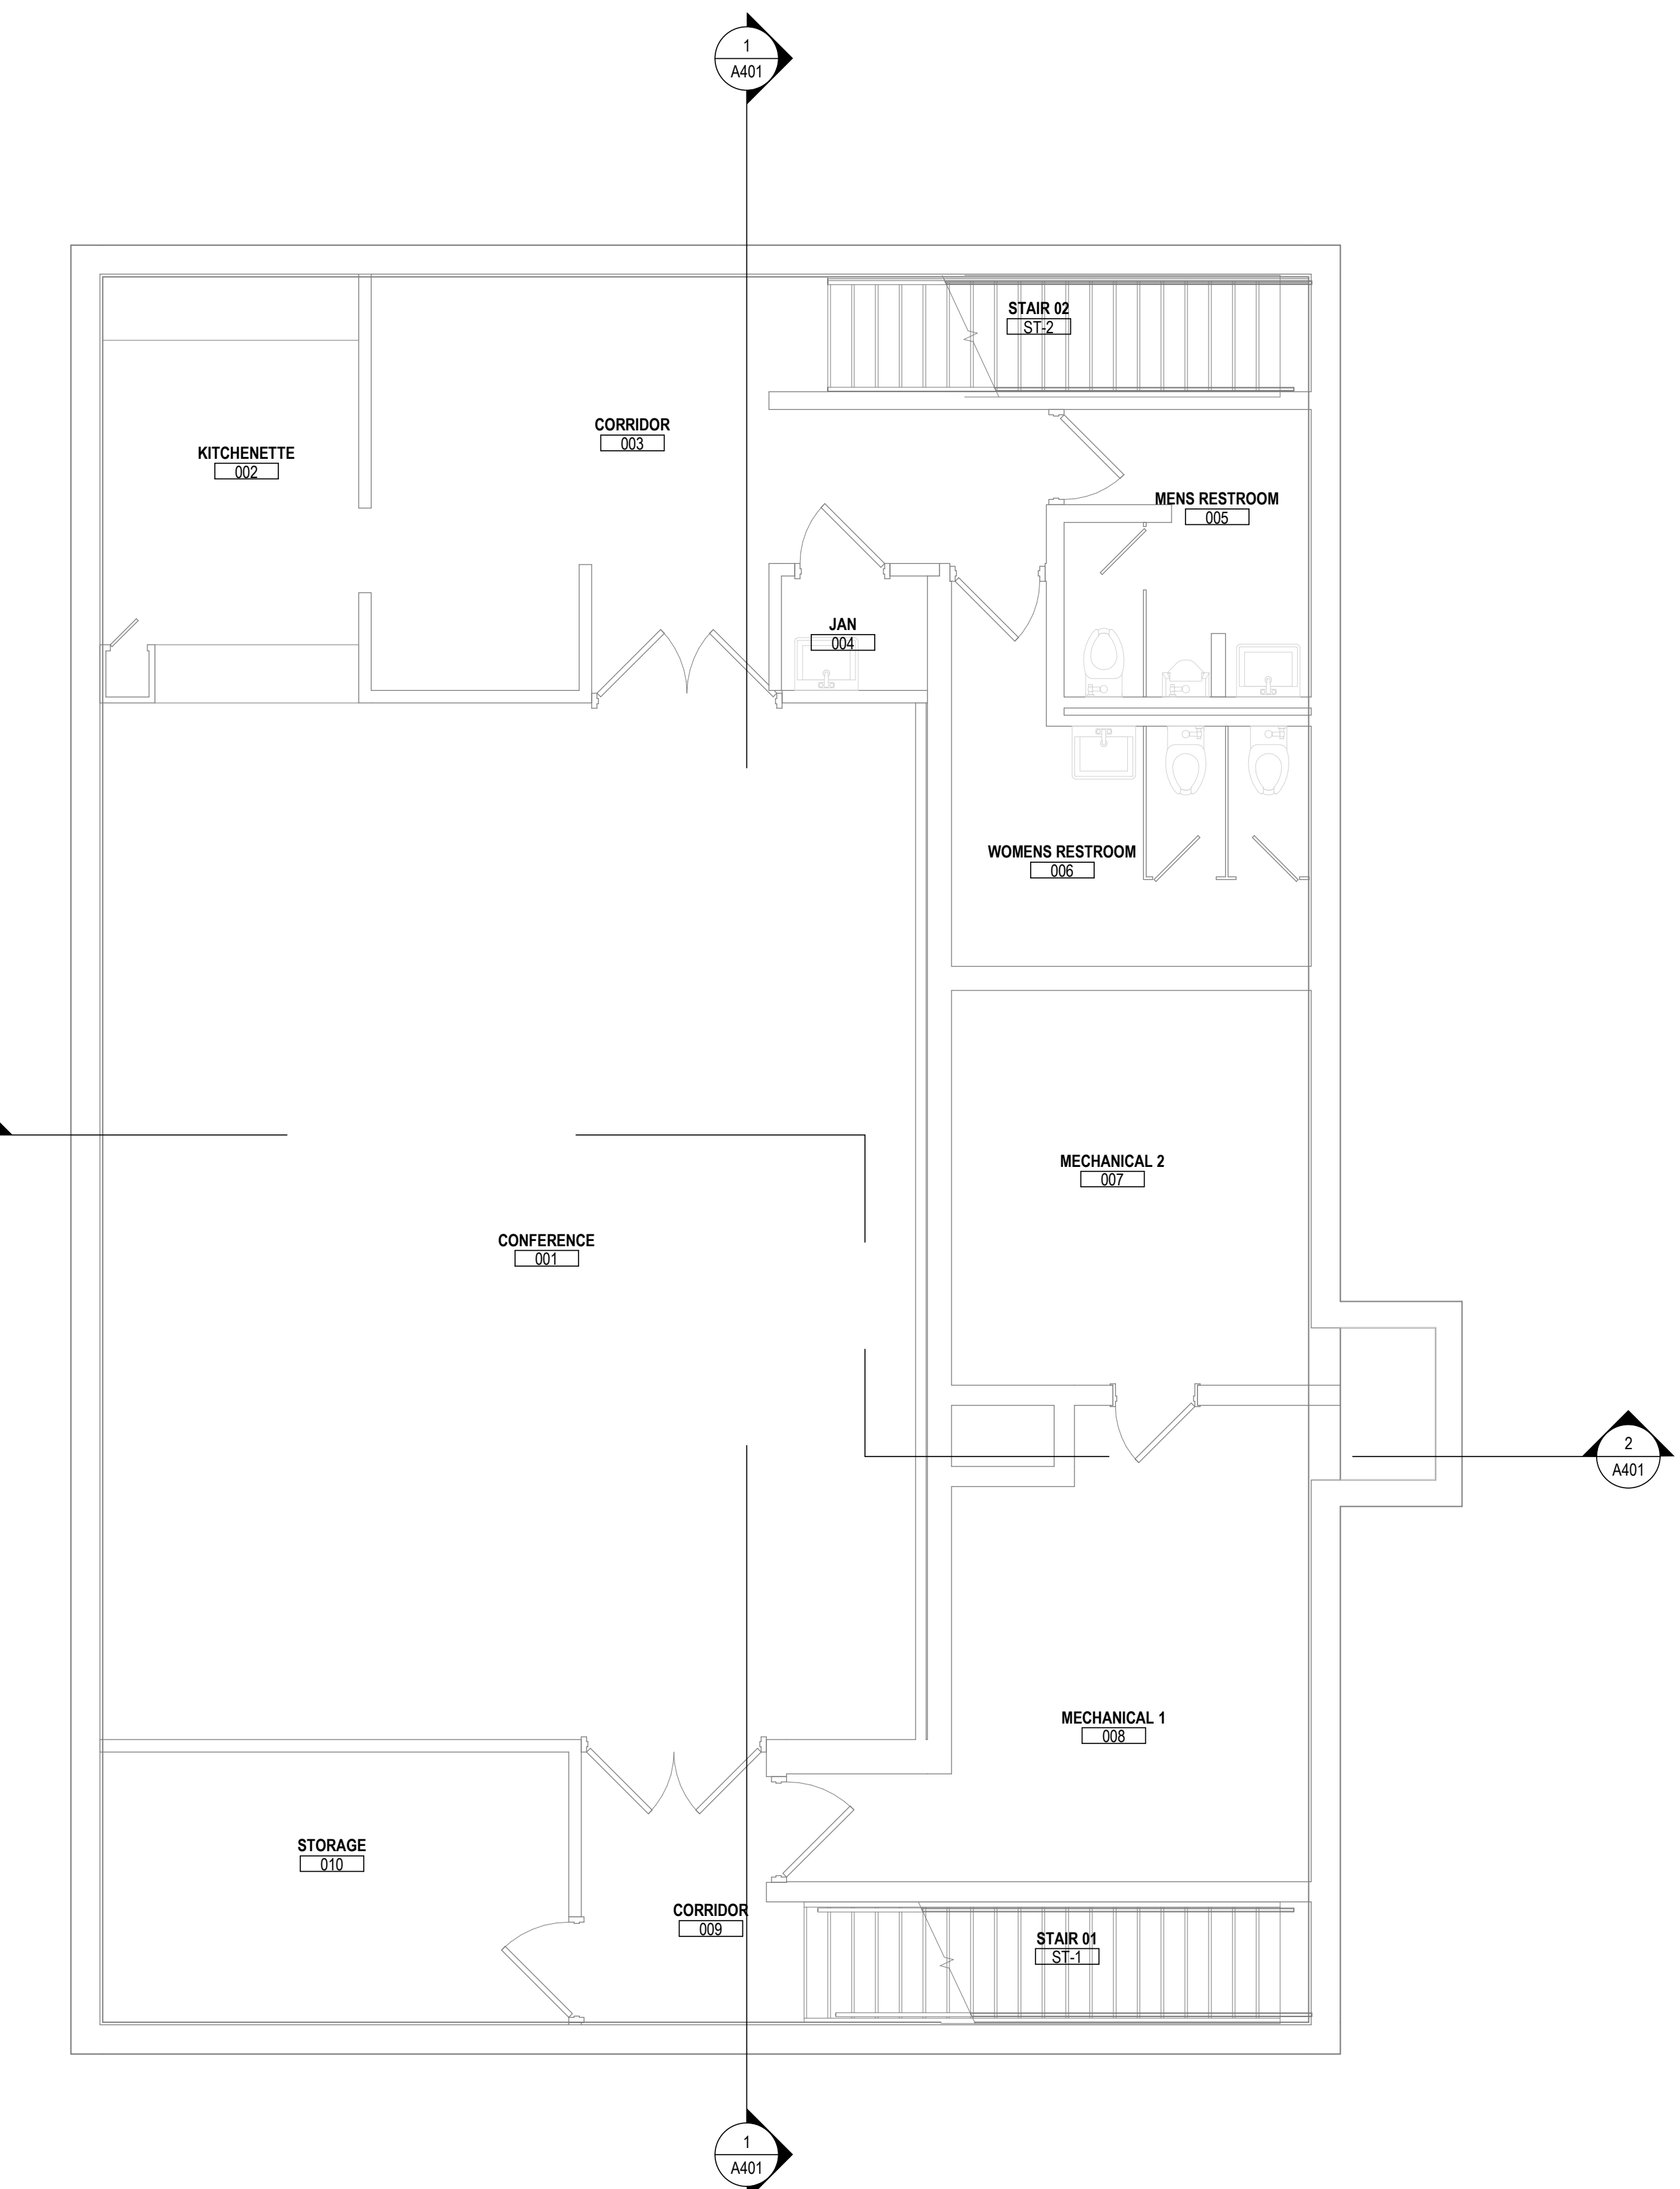 1
A401
STAIR 02
ST-2
CORRIDOR
003
KITCHENETTE
002
MENS RESTROOM
005
JAN
004
WOMENS RESTROOM
006
MECHANICAL 2
007
CONFERENCE
001
2
A401
MECHANICAL 1
008
STORAGE
010
CORRIDOR
009
STAIR 01
ST-1
1
A401